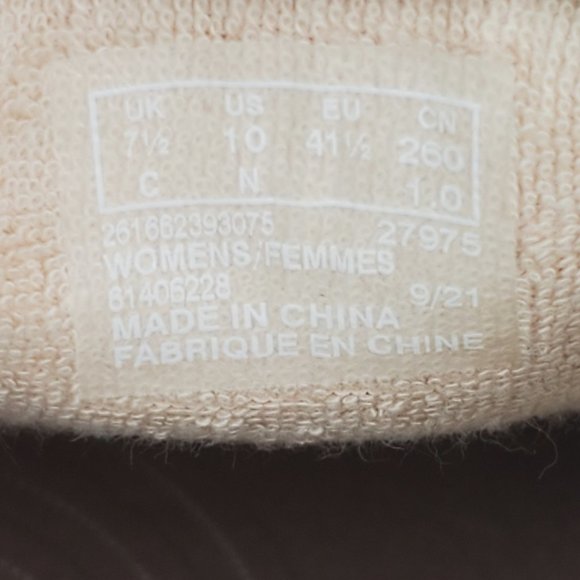 UK US EU CN
7½ 10 41½ 260
C N 1.0
261662393075 27975
WOMENS/FEMMES
61406228 9/21
MADE IN CHINA
FABRIQUE EN CHINE